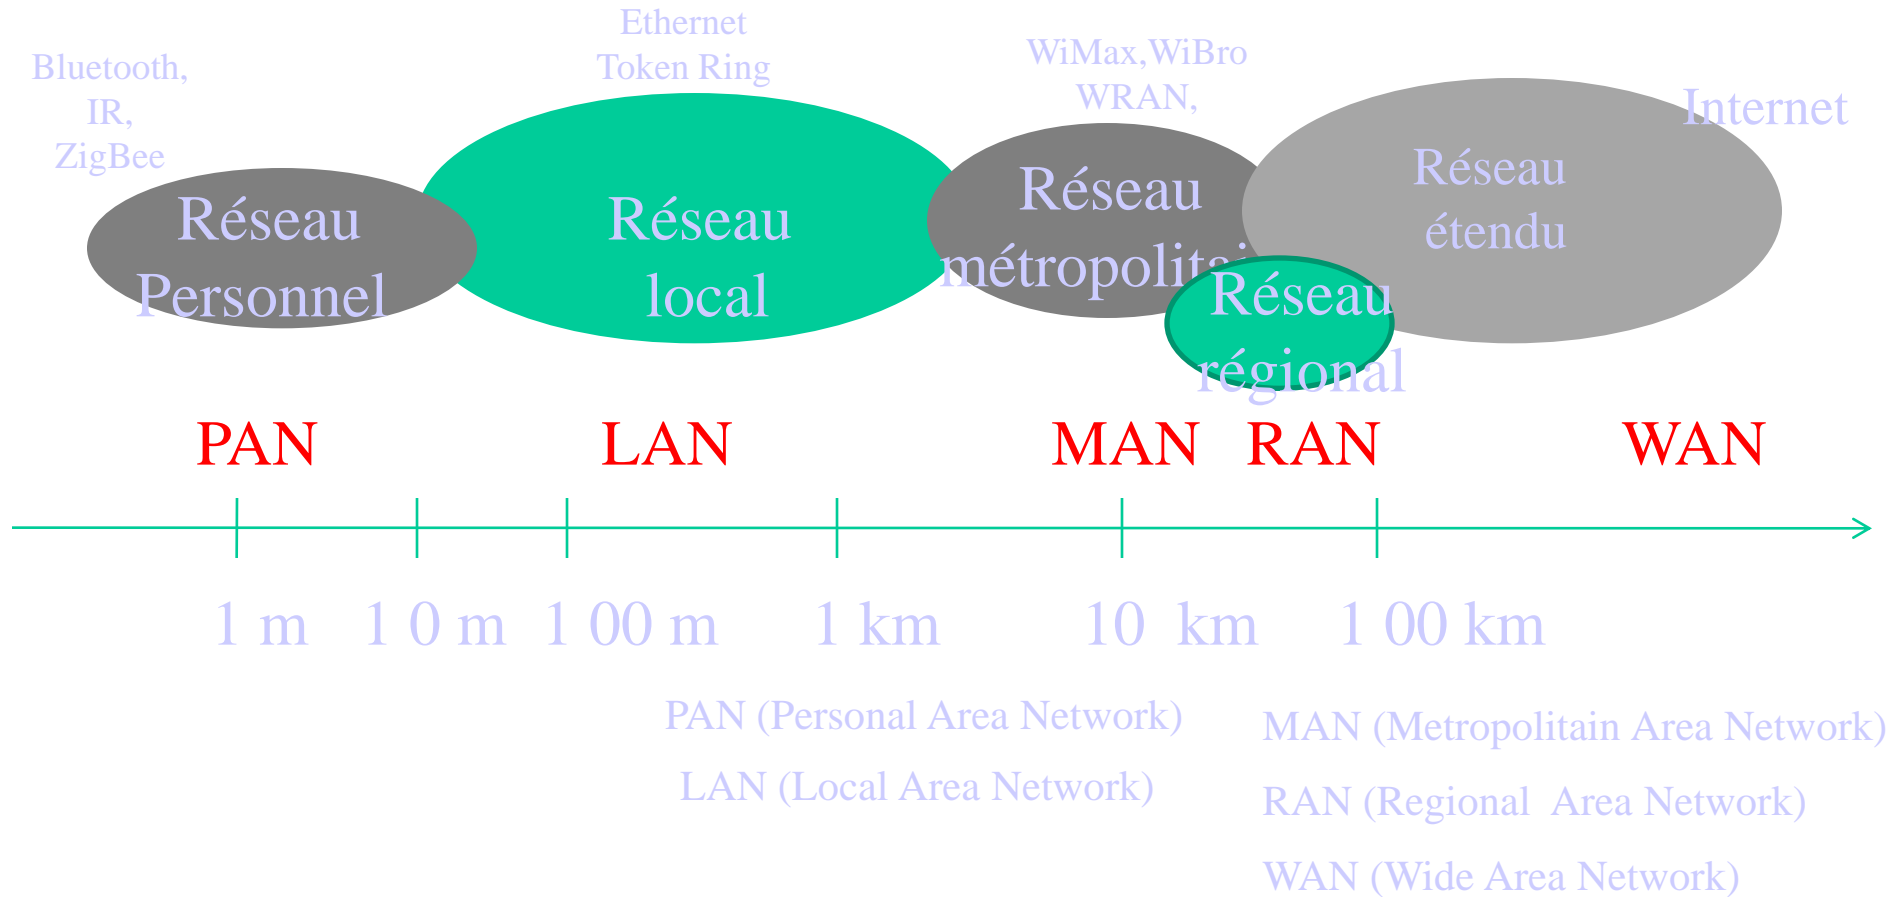 Ethernet
Token Ring
Bluetooth,
IR,
ZigBee
WiMax,WiBro
WRAN,
Internet
Réseau
Personnel
Réseau
local
Réseau
métropolitai
Réseau
étendu
Réseau
régional
PAN LAN MAN RAN WAN
1 m 1 0 m 1 00 m 1 km 10 km 1 00 km
PAN (Personal Area Network)
LAN (Local Area Network)
MAN (Metropolitain Area Network)
RAN (Regional Area Network)
WAN (Wide Area Network)